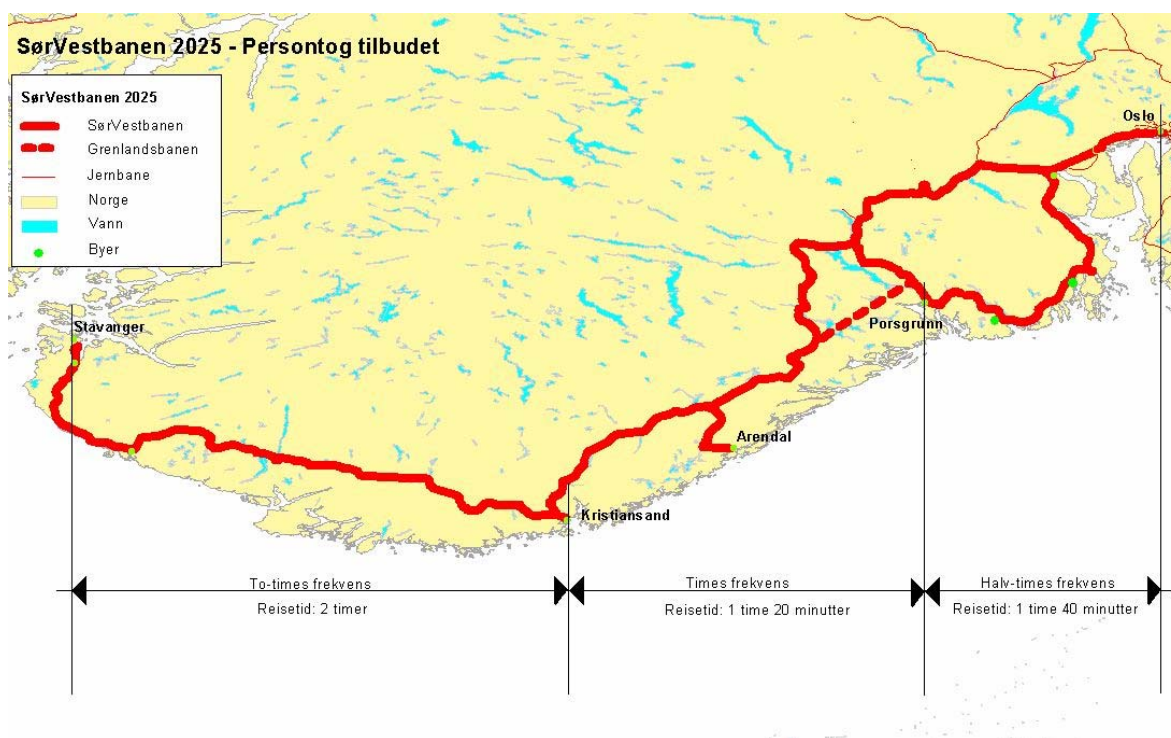 SørVestbanen 2025 - Persontog tilbudet
SørVestbanen 2025
SørVestbanen
Grenlandsbanen
Jernbane
Norge
Vann
Byer
Oslo
Stavanger
Porsgrunn
Arendal
Kristiansand
To-times frekvens
Reisetid: 2 timer
Times frekvens
Reisetid: 1 time 20 minutter
Halv-times frekvens
Reisetid: 1 time 40 minutter